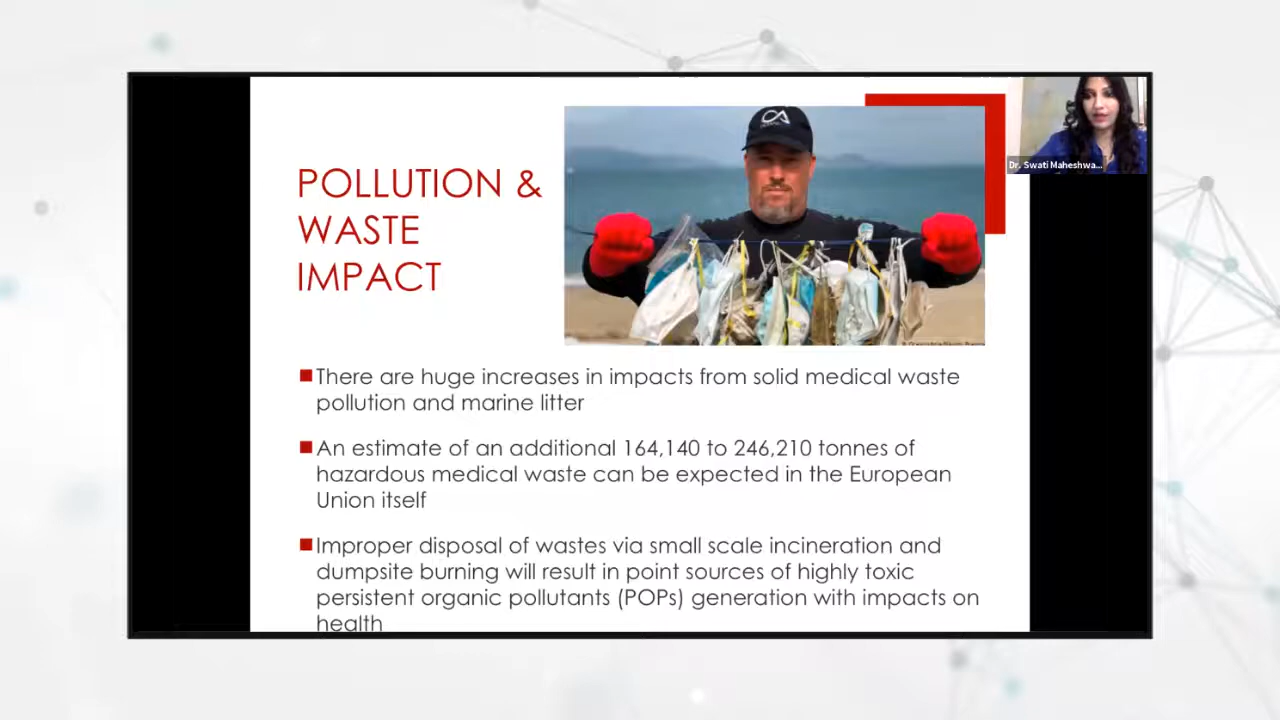 POLLUTION &
WASTE
IMPACT
Dr. Swati Maheshwa...
There are huge increases in impacts from solid medical waste
pollution and marine litter
An estimate of an additional 164,140 to 246,210 tonnes of
hazardous medical waste can be expected in the European
Union itself
Improper disposal of wastes via small scale incineration and
dumpsite burning will result in point sources of highly toxic
persistent organic pollutants (POPs) generation with impacts on
health